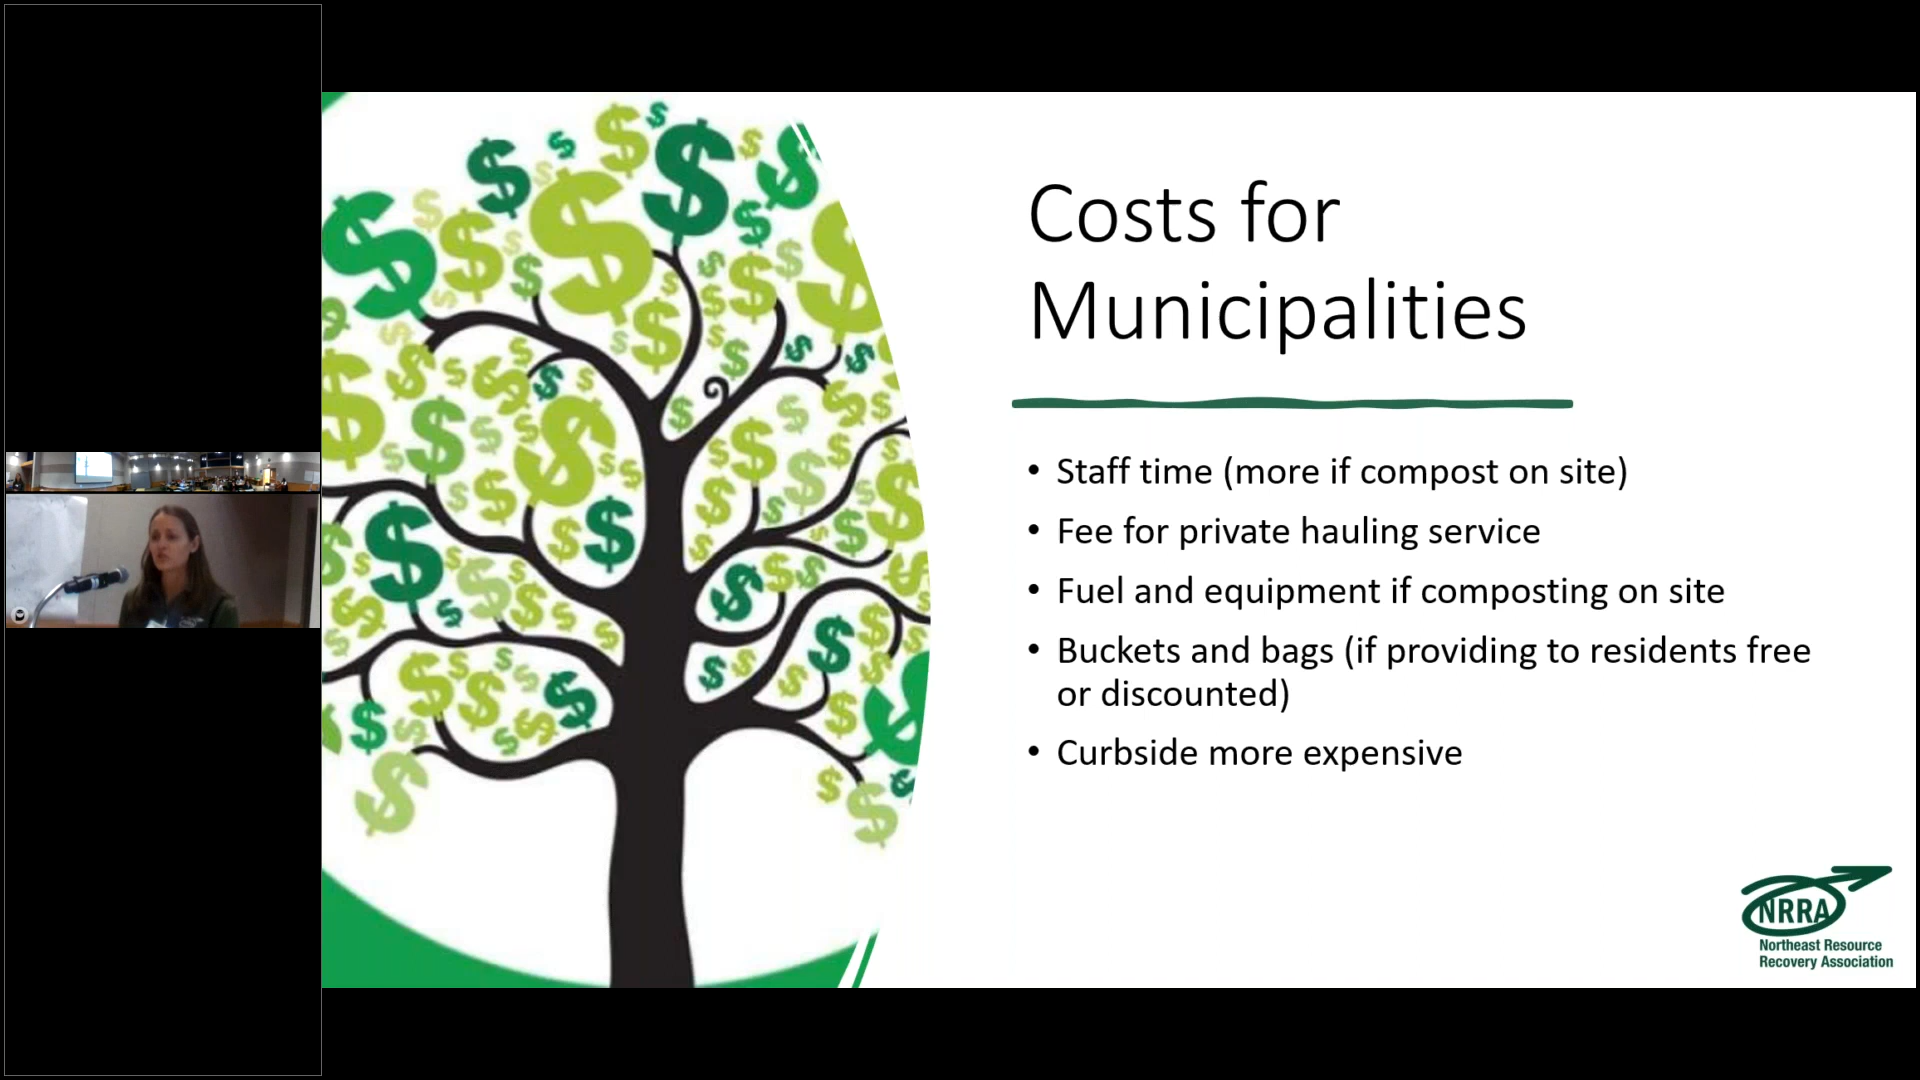 Costs for
Municipalities
• Staff time (more if compost on site)
• Fee for private hauling service
• Fuel and equipment if composting on site
• Buckets and bags (if providing to residents free
or discounted)
• Curbside more expensive
NRRA
Northeast Resource
Recovery Association